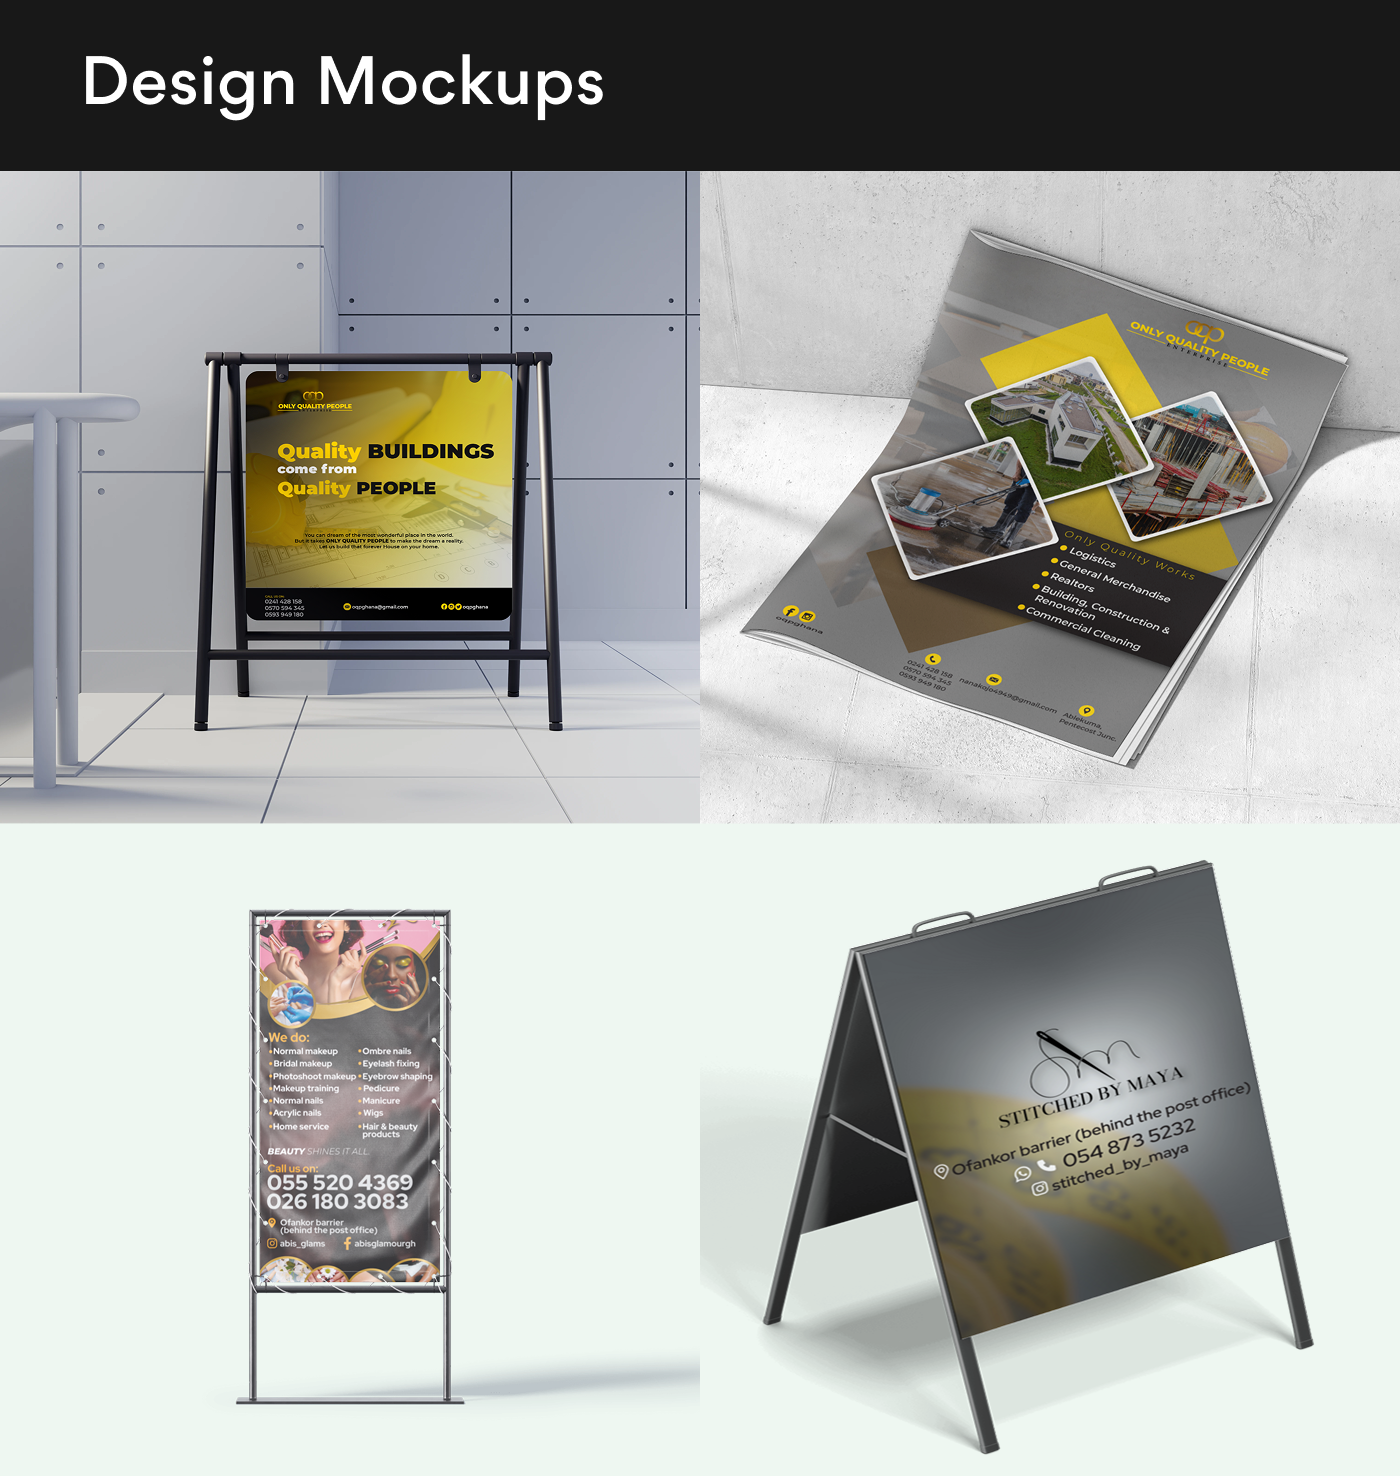 Design Mockups
oqp
ONLY QUALITY PEOPLE
Quality BUILDINGS
come from
Quality PEOPLE
You can dream of the most wonderful place in the world,
But it takes ONLY QUALITY PEOPLE to make the dream a reality.
Let us build that forever House on your home.
CALL US ON:
0241 428 158
0570 594 345
0593 949 180
oqpghana@gmail.com
oqpghana
oqp
ONLY QUALITY PEOPLE
ENTERPRISE
Only Quality Works
Logistics
General Merchandise
Realtors
Building, Construction &
Renovation
Commercial Cleaning
oqpghana
0241 428 158
0570 594 345
0593 949 180
nanakojo4949@gmail.com
Ablekuma,
Pentecost Junc.
We do:
•Normal makeup
•Bridal makeup
•Photoshoot makeup
•Makeup training
•Normal nails
•Acrylic nails
•Home service
•Ombre nails
•Eyelash fixing
•Eyebrow shaping
•Pedicure
•Manicure
•Wigs
•Hair & beauty
products
BEAUTY SHINES IT ALL.
Call us on:
055 520 4369
026 180 3083
Ofankor barrier
(behind the post office)
abis_glams
abisglamourgh
STITCHED BY MAYA
Ofankor barrier (behind the post office)
054 873 5232
stitched_by_maya